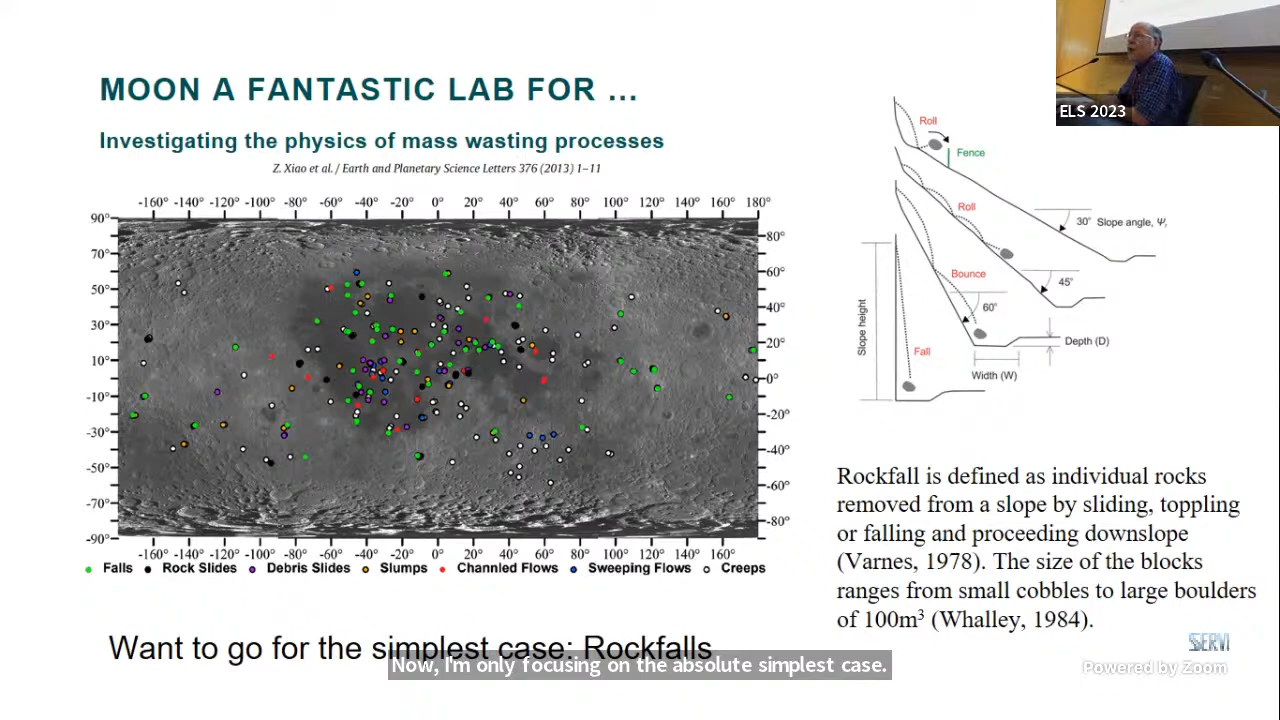 MOON A FANTASTIC LAB FOR ...
Investigating the physics of mass wasting processes
Z. Xiao et al. / Earth and Planetary Science Letters 376 (2013) 1–11
-160° -140° -120° -100° -80° -60° -40° -20° 0° 20° 40° 60° 80° 100° 120° 140° 160° 180°
90°
70°
50°
30°
10°
-10°
-30°
-50°
-70°
-90°
80°
60°
40°
20°
0°
-20°
-40°
-60°
-80°
-160° -140° -120° -100° -80° -60° -40° -20° 0° 20° 40° 60° 80° 100° 120° 140° 160°
Falls Rock Slides Debris Slides Slumps Channled Flows Sweeping Flows Creeps
Want to go for the simplest case: Rockfalls
Now, I'm only focusing on the absolute simplest case.
ELS 2023
Roll
Fence
Roll
30° Slope angle, Ψr
Bounce
45°
60°
Slope height
Fall
Depth (D)
Width (W)
Rockfall is defined as individual rocks
removed from a slope by sliding, toppling
or falling and proceeding downslope
(Varnes, 1978). The size of the blocks
ranges from small cobbles to large boulders
of 100m³ (Whalley, 1984).
Powered by Zoom